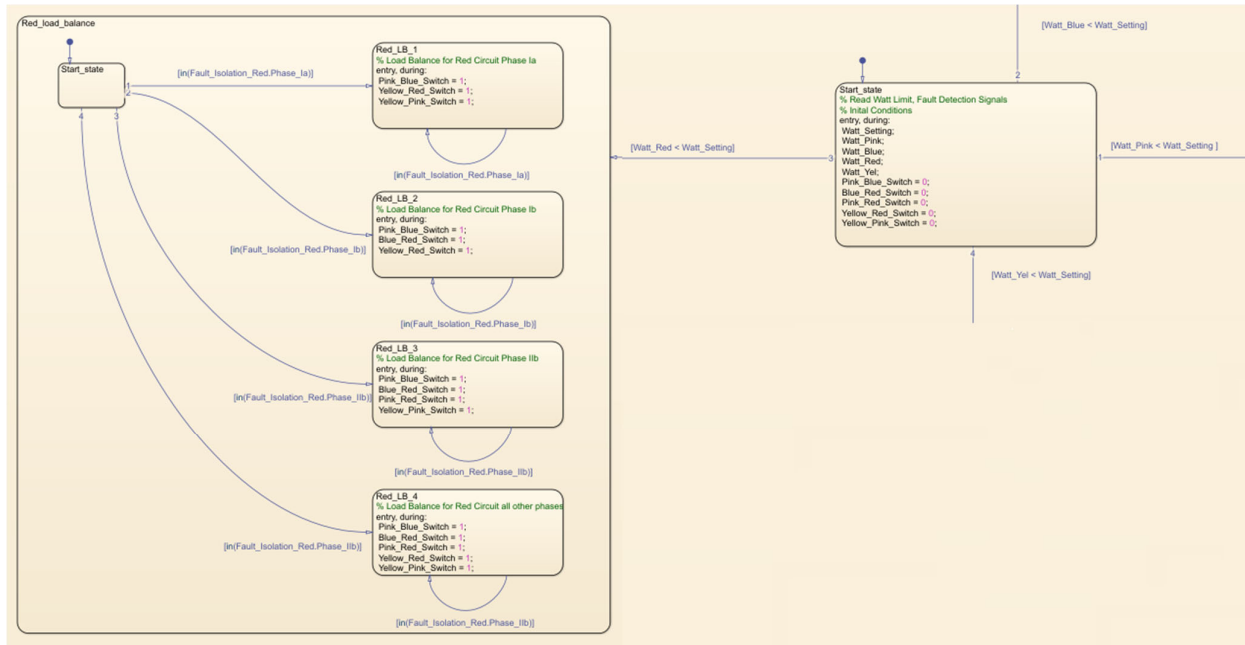 Red_load_balance
Start_state
1
2
4
3
[in(Fault_Isolation_Red.Phase_Ia)]
Red_LB_1
% Load Balance for Red Circuit Phase Ia
entry, during:
Pink_Blue_Switch = 1;
Yellow_Red_Switch = 1;
Yellow_Pink_Switch = 1;
[in(Fault_Isolation_Red.Phase_Ia)]
[in(Fault_Isolation_Red.Phase_Ib)]
Red_LB_2
% Load Balance for Red Circuit Phase Ib
entry, during:
Pink_Blue_Switch = 1;
Blue_Red_Switch = 1;
Yellow_Red_Switch = 1;
[in(Fault_Isolation_Red.Phase_Ib)]
[in(Fault_Isolation_Red.Phase_IIb)]
Red_LB_3
% Load Balance for Red Circuit Phase IIb
entry, during:
Pink_Blue_Switch = 1;
Blue_Red_Switch = 1;
Pink_Red_Switch = 1;
Yellow_Pink_Switch = 1;
[in(Fault_Isolation_Red.Phase_IIb)]
[in(Fault_Isolation_Red.Phase_IIb)]
Red_LB_4
% Load Balance for Red Circuit all other phases
entry, during:
Pink_Blue_Switch = 1;
Blue_Red_Switch = 1;
Pink_Red_Switch = 1;
Yellow_Red_Switch = 1;
Yellow_Pink_Switch = 1;
[in(Fault_Isolation_Red.Phase_IIb)]
[Watt_Red < Watt_Setting]
3
[Watt_Blue < Watt_Setting]
2
Start_state
% Read Watt Limit, Fault Detection Signals
% Inital Conditions
entry, during:
Watt_Setting;
Watt_Pink;
Watt_Blue;
Watt_Red;
Watt_Yel;
Pink_Blue_Switch = 0;
Blue_Red_Switch = 0;
Pink_Red_Switch = 0;
Yellow_Red_Switch = 0;
Yellow_Pink_Switch = 0;
1
[Watt_Pink < Watt_Setting ]
4
[Watt_Yel < Watt_Setting]